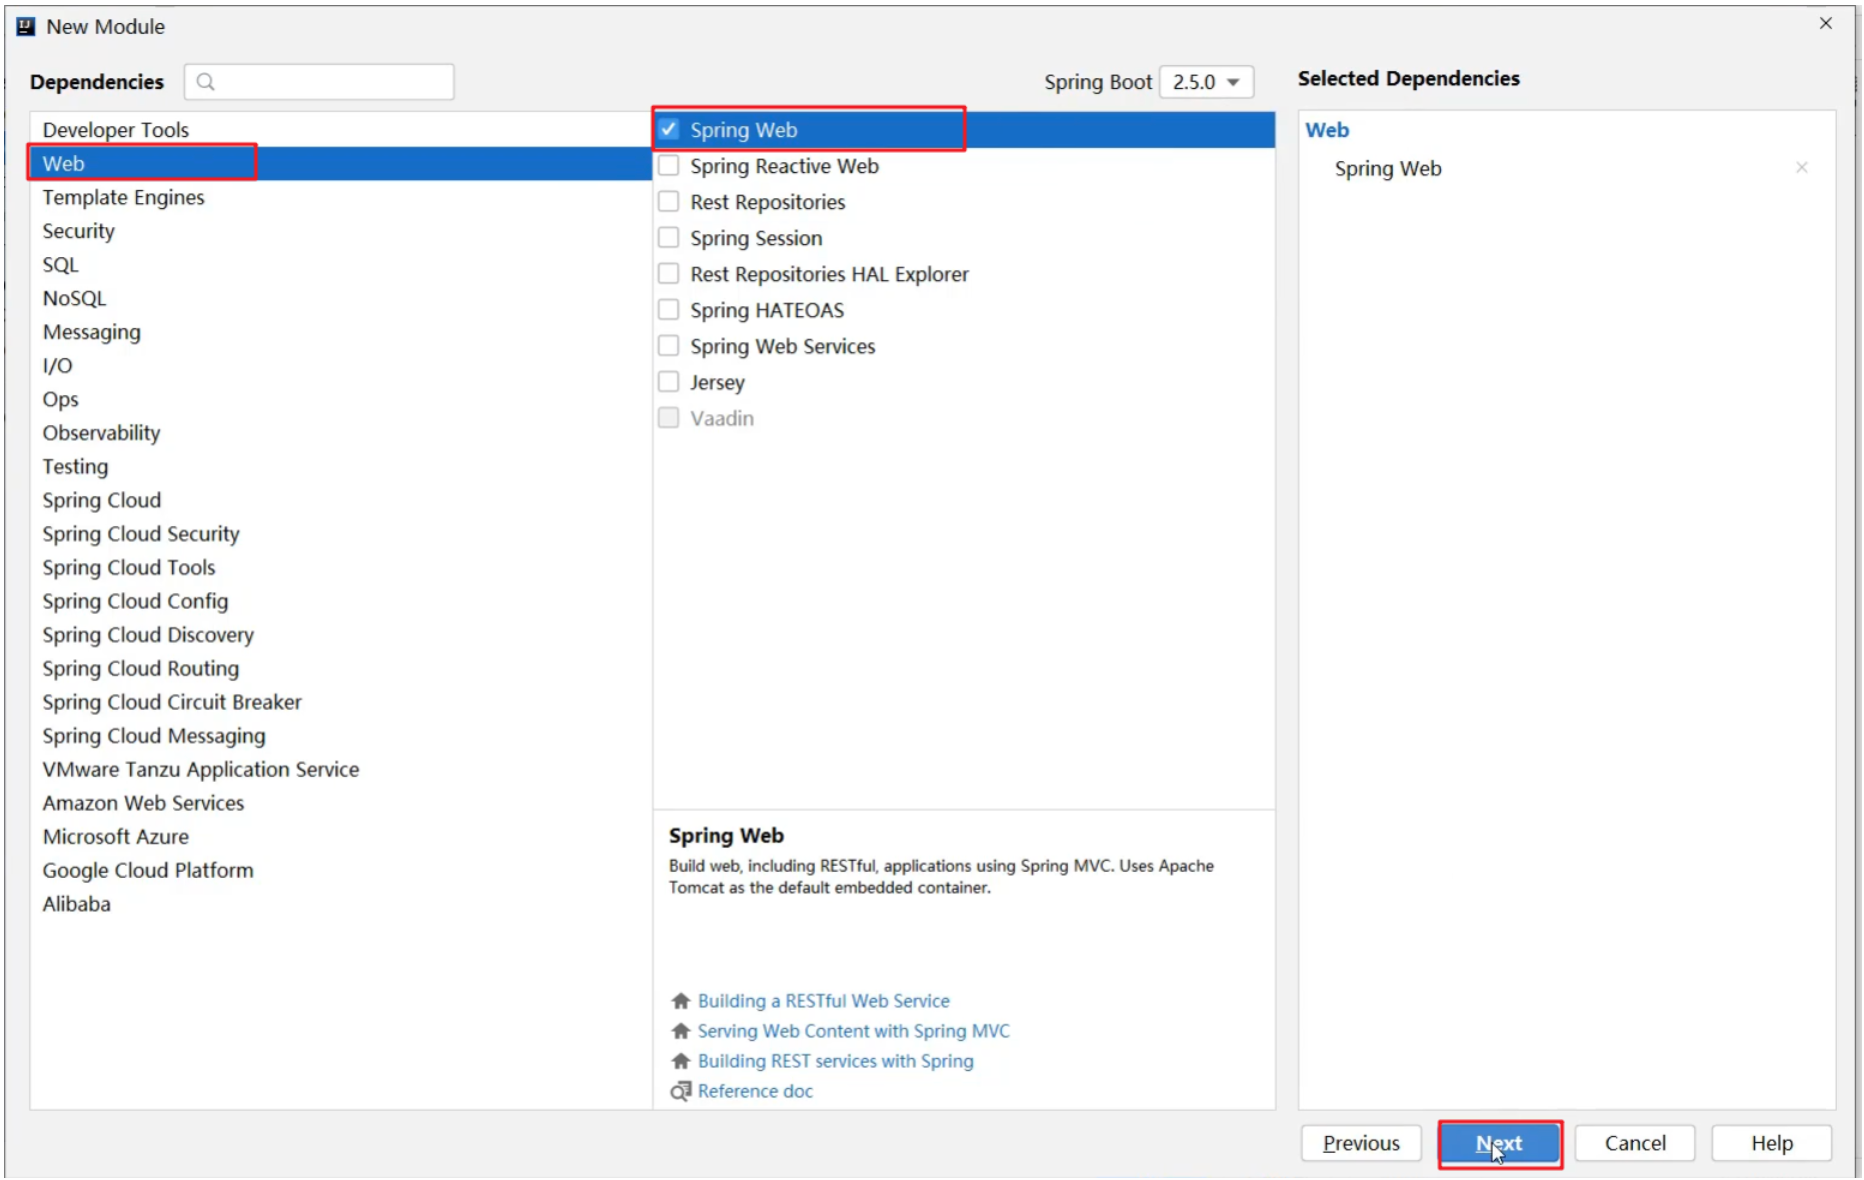 New Module
Dependencies
Spring Boot 2.5.0
Selected Dependencies
Developer Tools
Web
Template Engines
Security
SQL
NoSQL
Messaging
I/O
Ops
Observability
Testing
Spring Cloud
Spring Cloud Security
Spring Cloud Tools
Spring Cloud Config
Spring Cloud Discovery
Spring Cloud Routing
Spring Cloud Circuit Breaker
Spring Cloud Messaging
VMware Tanzu Application Service
Amazon Web Services
Microsoft Azure
Google Cloud Platform
Alibaba
Spring Web
Spring Reactive Web
Rest Repositories
Spring Session
Rest Repositories HAL Explorer
Spring HATEOAS
Spring Web Services
Jersey
Vaadin
Spring Web
Build web, including RESTful, applications using Spring MVC. Uses Apache
Tomcat as the default embedded container.
Building a RESTful Web Service
Serving Web Content with Spring MVC
Building REST services with Spring
Reference doc
Web
Spring Web
Previous
Next
Cancel
Help